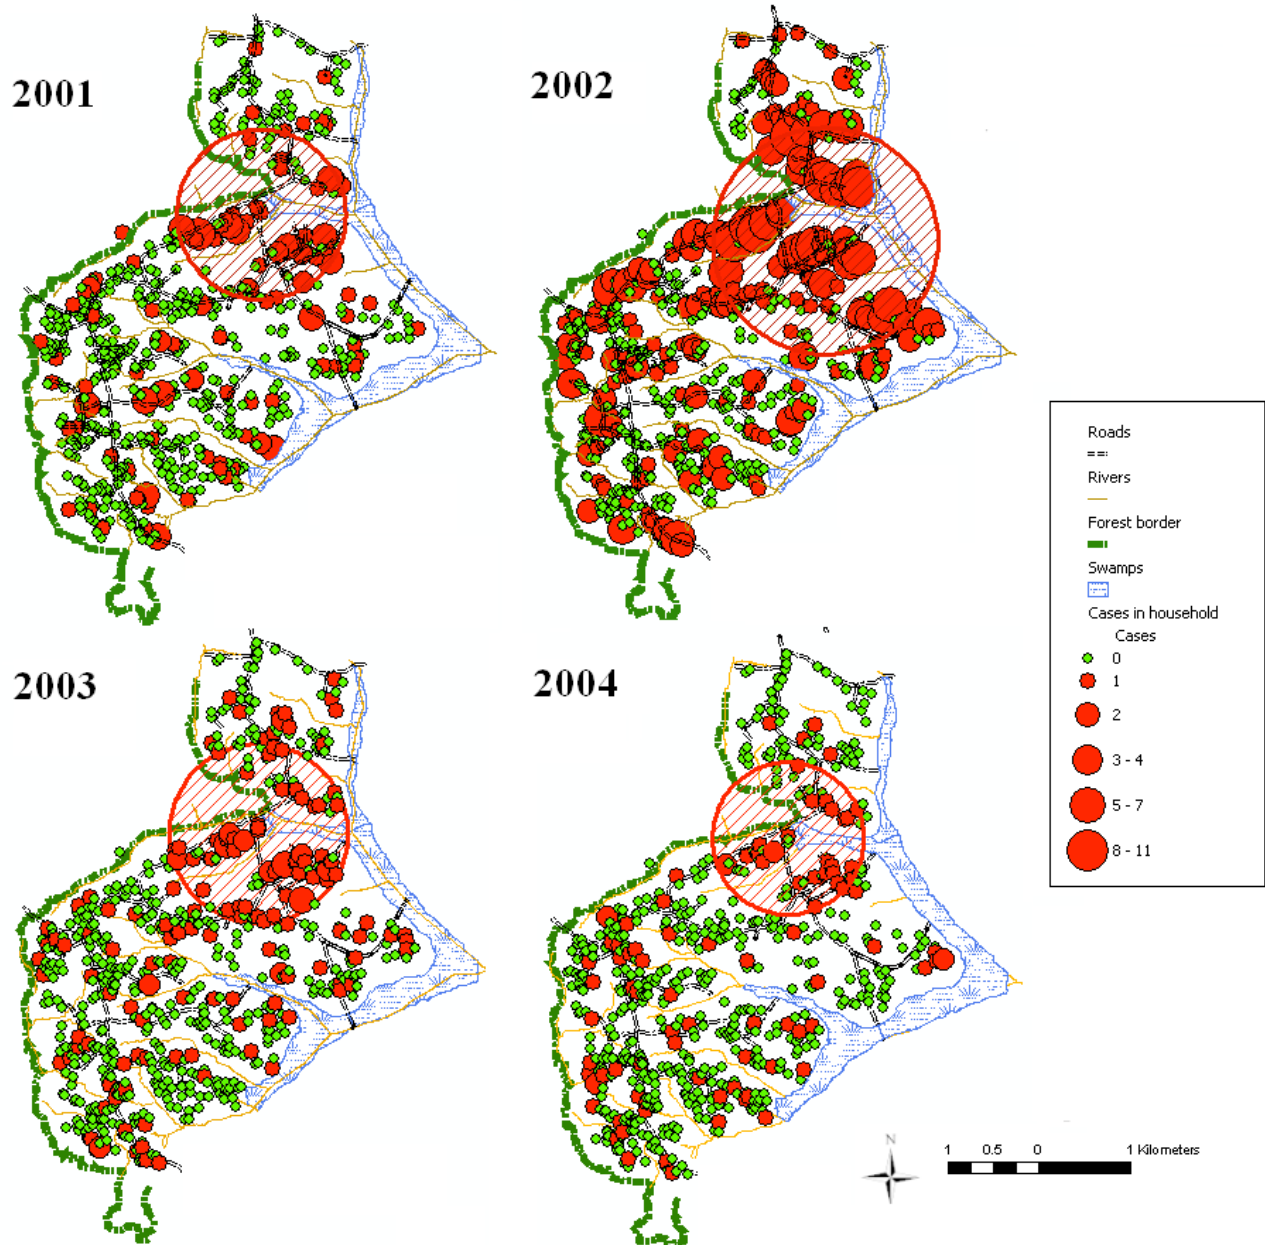 2001
2002
Roads
Rivers
Forest border
Swamps
Cases in household
Cases
0
1
2
3 - 4
5 - 7
8 - 11
2003
2004
N
1 0.5 0 1 Kilometers